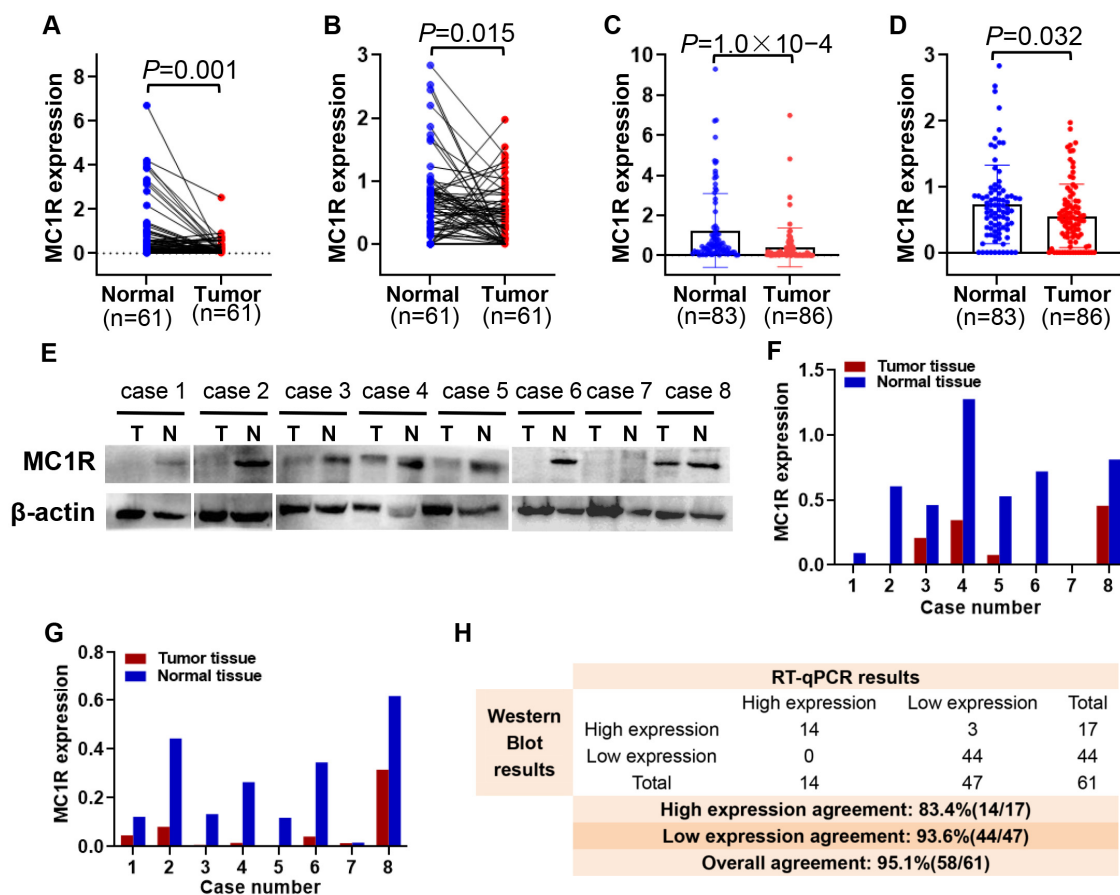 A
P=0.001
MC1R expression
8
6
4
2
0
Normal
(n=61)
Tumor
(n=61)
B
P=0.015
MC1R expression
3
2
1
0
Normal
(n=61)
Tumor
(n=61)
C
P=1.0×10−4
MC1R expression
10
8
6
4
2
0
Normal
(n=83)
Tumor
(n=86)
D
P=0.032
MC1R expression
3
2
1
0
Normal
(n=83)
Tumor
(n=86)
E
case 1 case 2 case 3 case 4 case 5 case 6 case 7 case 8
T N T N T N T N T N T N T N T N
MC1R
β-actin
F
Tumor tissue
Normal tissue
MC1R expression
1.5
1.0
0.5
0.0
1 2 3 4 5 6 7 8
Case number
G
Tumor tissue
Normal tissue
MC1R expression
0.8
0.6
0.4
0.2
0.0
1 2 3 4 5 6 7 8
Case number
H
RT-qPCR results
Western
Blot
results
High expression Low expression Total
High expression 14 3 17
Low expression 0 44 44
Total 14 47 61
High expression agreement: 83.4%(14/17)
Low expression agreement: 93.6%(44/47)
Overall agreement: 95.1%(58/61)